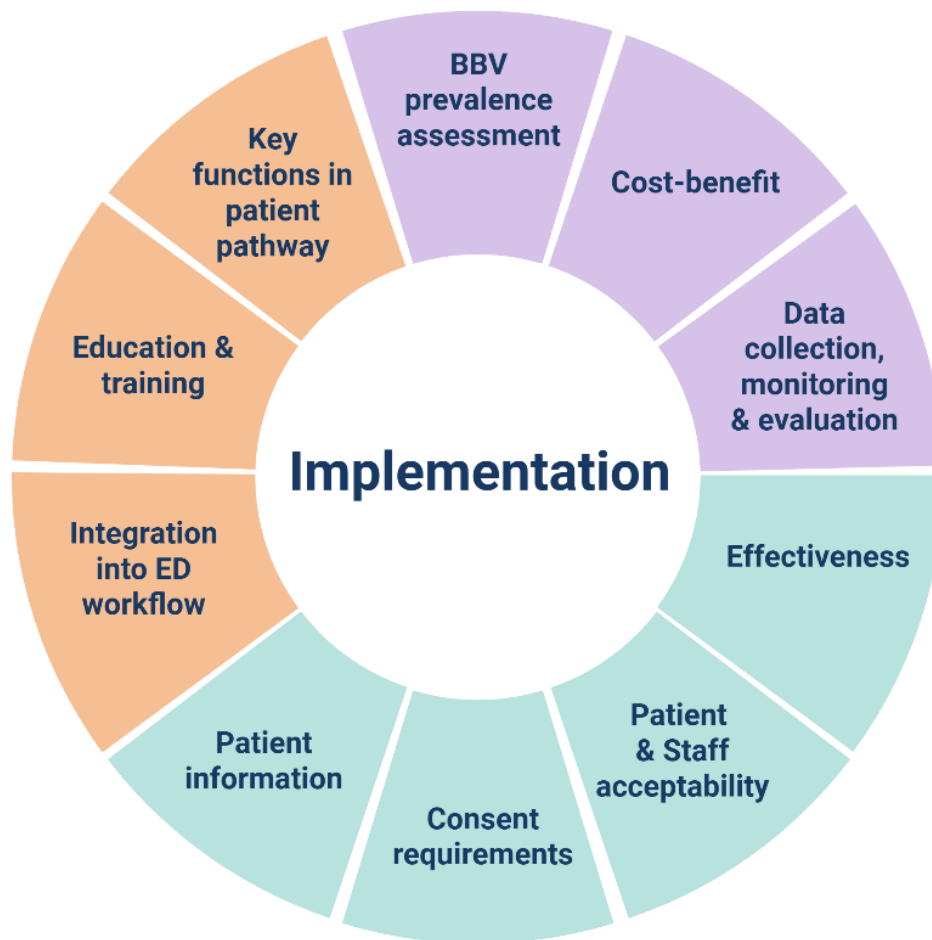 BBV
prevalence
assessment
Cost-benefit
Data
collection,
monitoring
& evaluation
Effectiveness
Patient
& Staff
acceptability
Consent
requirements
Patient
information
Integration
into ED
workflow
Education &
training
Key
functions in
patient
pathway
Implementation